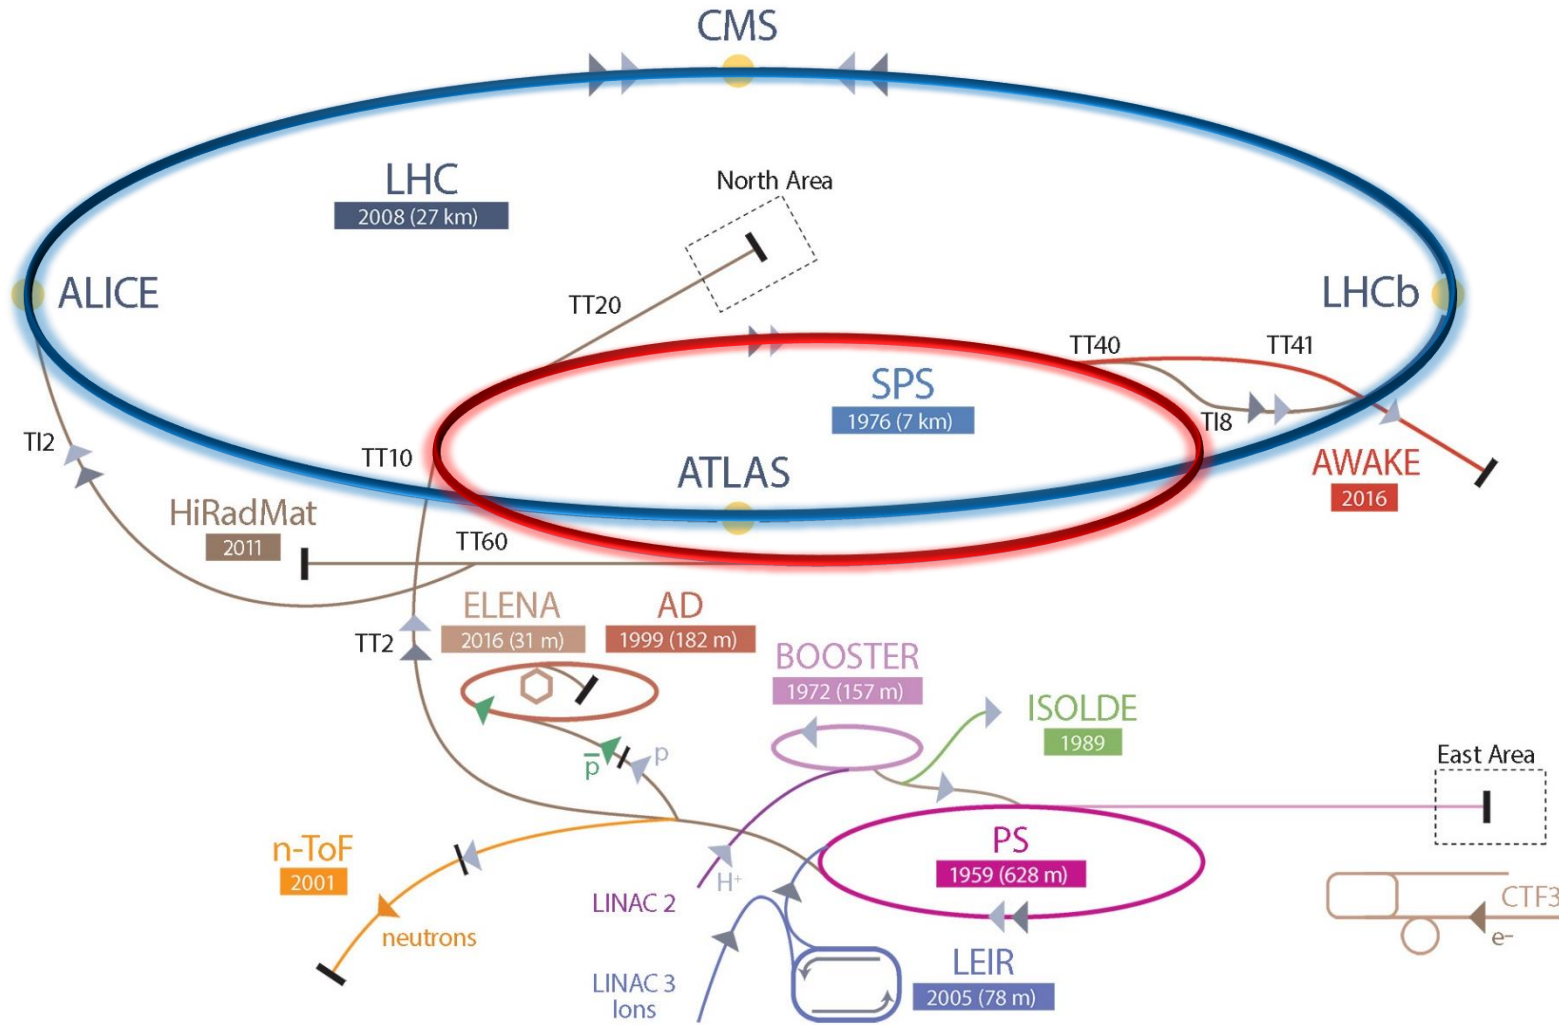 CMS
LHC
2008 (27 km)
North Area
ALICE
LHCb
TT20
TT40
TT41
SPS
1976 (7 km)
TI8
TI2
TT10
ATLAS
AWAKE
2016
HiRadMat
2011
TT60
ELENA
2016 (31 m)
AD
1999 (182 m)
TT2
BOOSTER
1972 (157 m)
ISOLDE
1989
p
p̅
East Area
n-ToF
2001
PS
1959 (628 m)
H⁺
LINAC 2
CTF3
e⁻
neutrons
LEIR
2005 (78 m)
LINAC 3
Ions